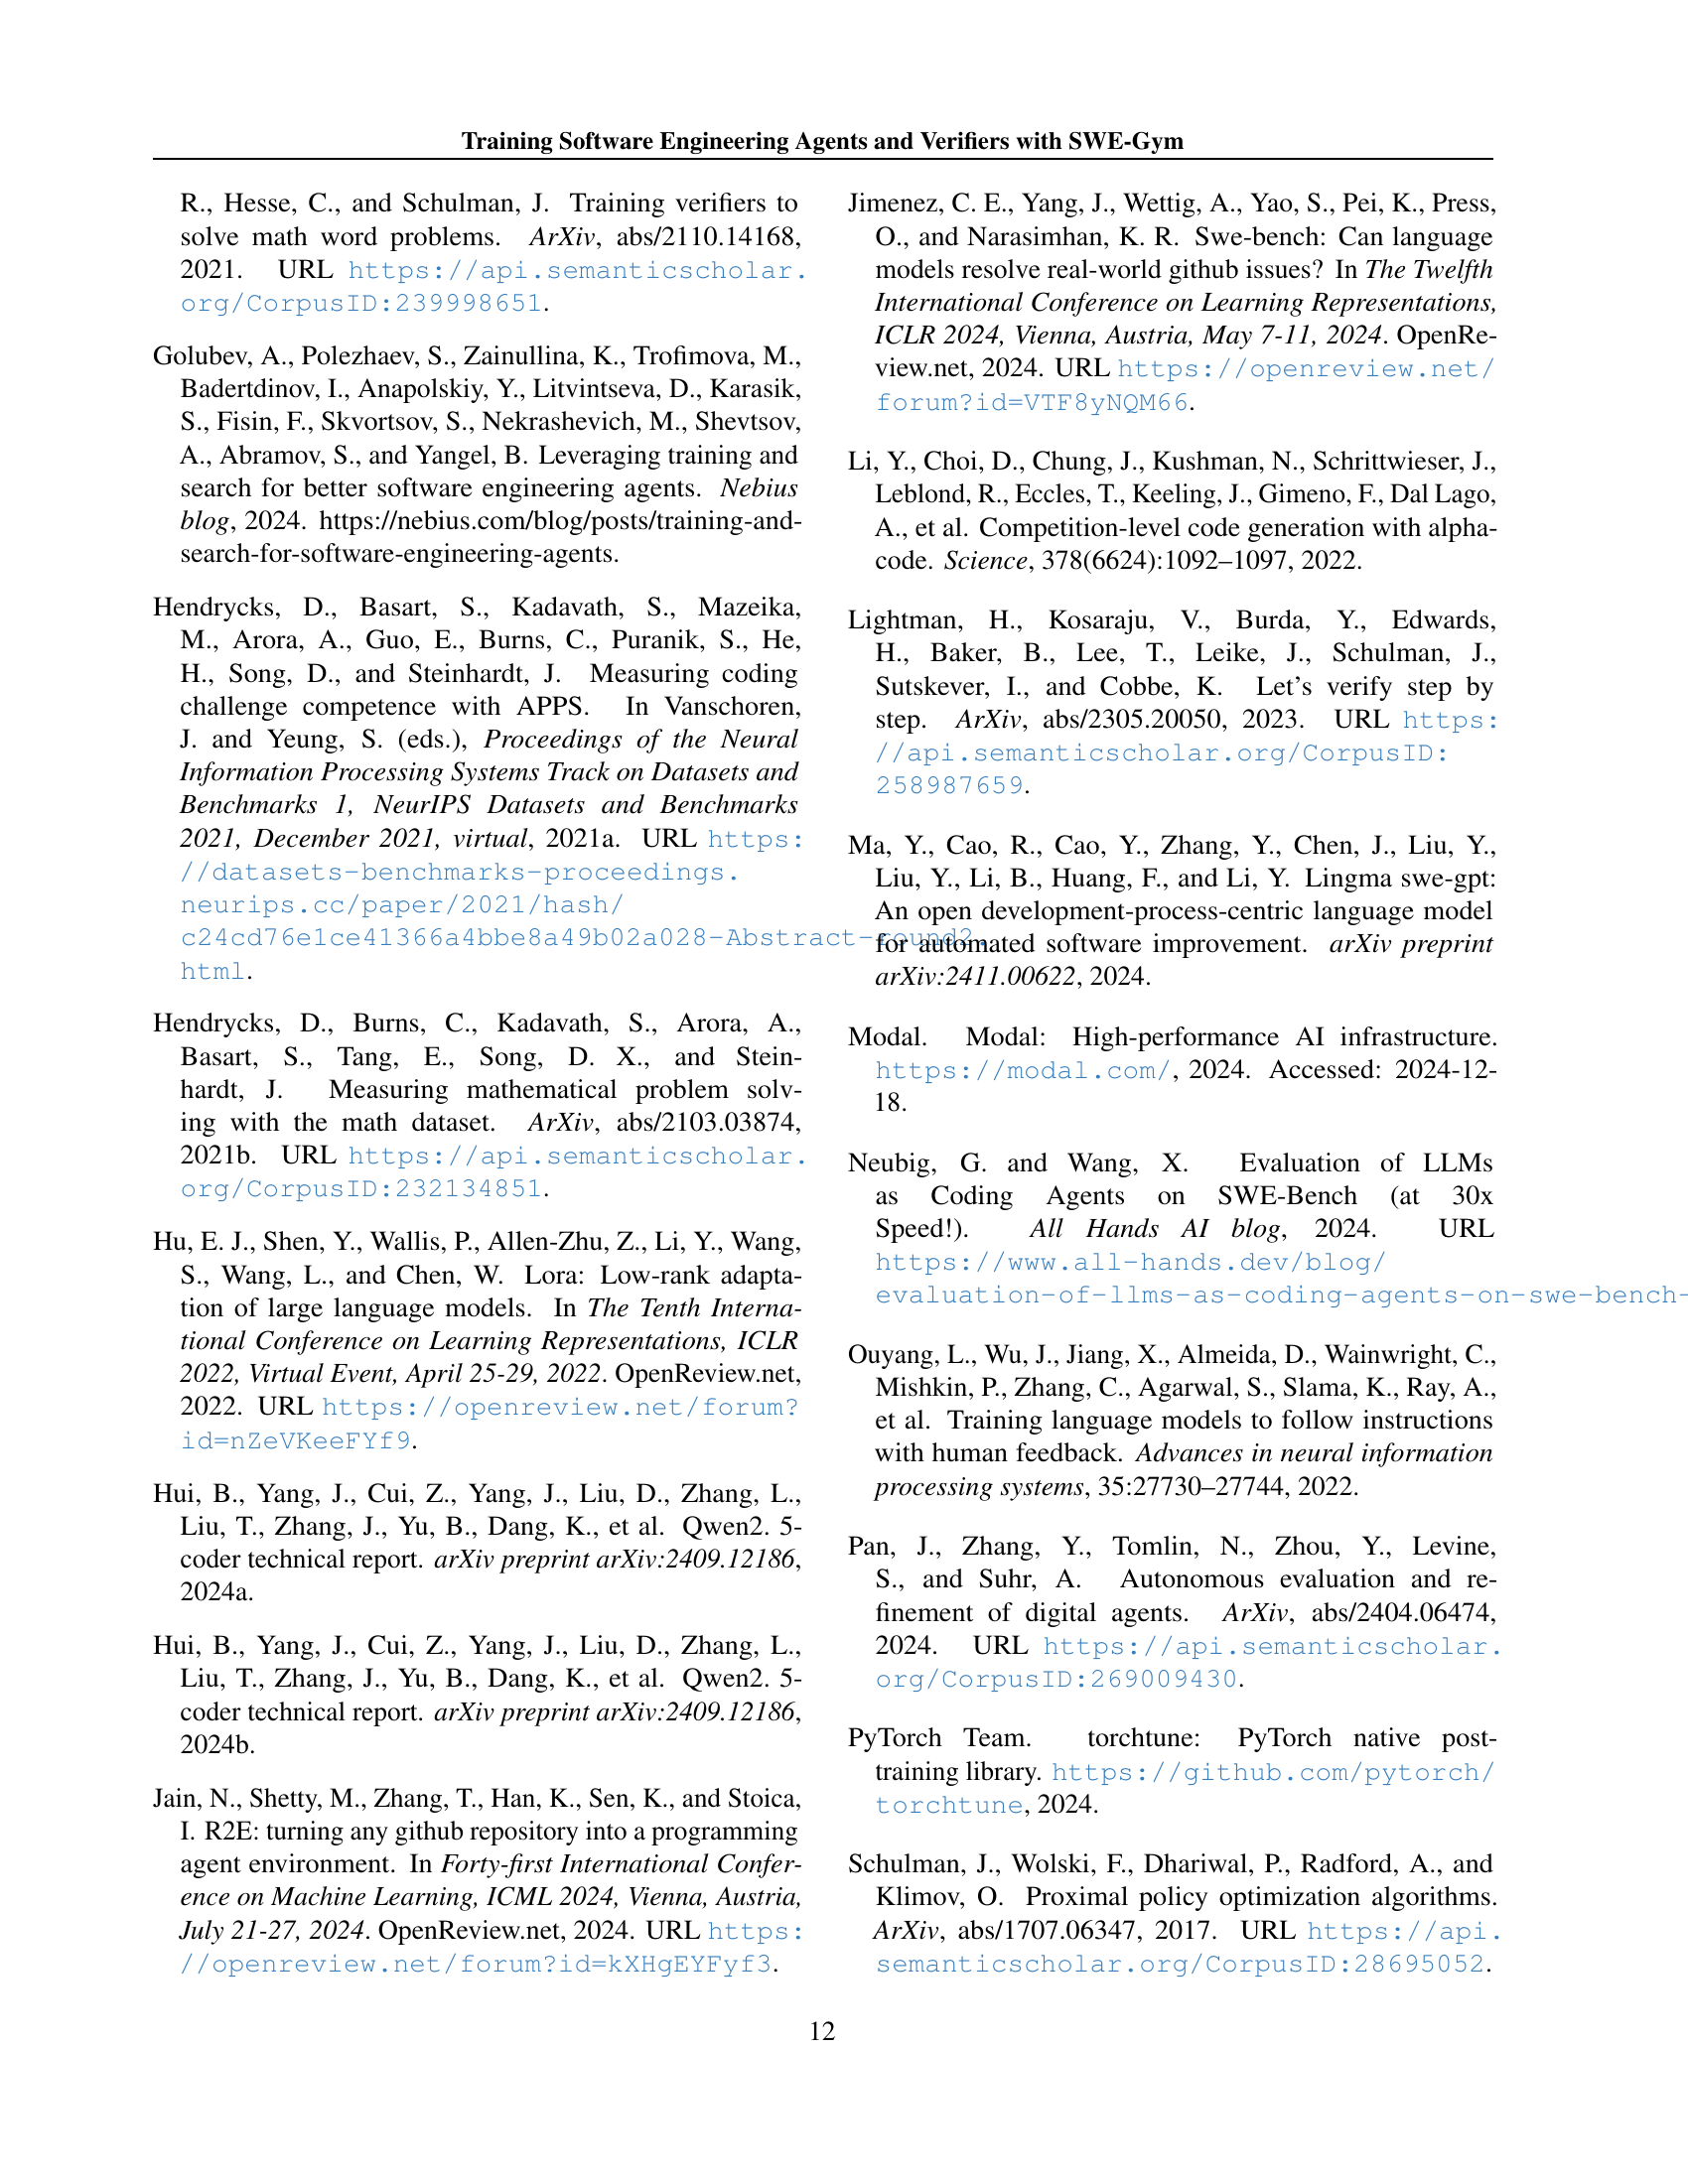 Training Software Engineering Agents and Verifiers with SWE-Gym
R., Hesse, C., and Schulman, J. Training verifiers to
solve math word problems. ArXiv, abs/2110.14168,
2021. URL https://api.semanticscholar.
org/CorpusID:239998651.
Golubev, A., Polezhaev, S., Zainullina, K., Trofimova, M.,
Badertdinov, I., Anapolskiy, Y., Litvintseva, D., Karasik,
S., Fisin, F., Skvortsov, S., Nekrashevich, M., Shevtsov,
A., Abramov, S., and Yangel, B. Leveraging training and
search for better software engineering agents. Nebius
blog, 2024. https://nebius.com/blog/posts/training-and-
search-for-software-engineering-agents.
Hendrycks, D., Basart, S., Kadavath, S., Mazeika,
M., Arora, A., Guo, E., Burns, C., Puranik, S., He,
H., Song, D., and Steinhardt, J. Measuring coding
challenge competence with APPS. In Vanschoren,
J. and Yeung, S. (eds.), Proceedings of the Neural
Information Processing Systems Track on Datasets and
Benchmarks 1, NeurIPS Datasets and Benchmarks
2021, December 2021, virtual, 2021a. URL https:
//datasets-benchmarks-proceedings.
neurips.cc/paper/2021/hash/
c24cd76e1ce41366a4bbe8a49b02a028-Abstract-round2.
html.
Hendrycks, D., Burns, C., Kadavath, S., Arora, A.,
Basart, S., Tang, E., Song, D. X., and Stein-
hardt, J. Measuring mathematical problem solv-
ing with the math dataset. ArXiv, abs/2103.03874,
2021b. URL https://api.semanticscholar.
org/CorpusID:232134851.
Hu, E. J., Shen, Y., Wallis, P., Allen-Zhu, Z., Li, Y., Wang,
S., Wang, L., and Chen, W. Lora: Low-rank adapta-
tion of large language models. In The Tenth Interna-
tional Conference on Learning Representations, ICLR
2022, Virtual Event, April 25-29, 2022. OpenReview.net,
2022. URL https://openreview.net/forum?
id=nZeVKeeFYf9.
Hui, B., Yang, J., Cui, Z., Yang, J., Liu, D., Zhang, L.,
Liu, T., Zhang, J., Yu, B., Dang, K., et al. Qwen2. 5-
coder technical report. arXiv preprint arXiv:2409.12186,
2024a.
Hui, B., Yang, J., Cui, Z., Yang, J., Liu, D., Zhang, L.,
Liu, T., Zhang, J., Yu, B., Dang, K., et al. Qwen2. 5-
coder technical report. arXiv preprint arXiv:2409.12186,
2024b.
Jain, N., Shetty, M., Zhang, T., Han, K., Sen, K., and Stoica,
I. R2E: turning any github repository into a programming
agent environment. In Forty-first International Confer-
ence on Machine Learning, ICML 2024, Vienna, Austria,
July 21-27, 2024. OpenReview.net, 2024. URL https:
//openreview.net/forum?id=kXHgEYFyf3.
Jimenez, C. E., Yang, J., Wettig, A., Yao, S., Pei, K., Press,
O., and Narasimhan, K. R. Swe-bench: Can language
models resolve real-world github issues? In The Twelfth
International Conference on Learning Representations,
ICLR 2024, Vienna, Austria, May 7-11, 2024. OpenRe-
view.net, 2024. URL https://openreview.net/
forum?id=VTF8yNQM66.
Li, Y., Choi, D., Chung, J., Kushman, N., Schrittwieser, J.,
Leblond, R., Eccles, T., Keeling, J., Gimeno, F., Dal Lago,
A., et al. Competition-level code generation with alpha-
code. Science, 378(6624):1092–1097, 2022.
Lightman, H., Kosaraju, V., Burda, Y., Edwards,
H., Baker, B., Lee, T., Leike, J., Schulman, J.,
Sutskever, I., and Cobbe, K. Let's verify step by
step. ArXiv, abs/2305.20050, 2023. URL https:
//api.semanticscholar.org/CorpusID:
258987659.
Ma, Y., Cao, R., Cao, Y., Zhang, Y., Chen, J., Liu, Y.,
Liu, Y., Li, B., Huang, F., and Li, Y. Lingma swe-gpt:
An open development-process-centric language model
for automated software improvement. arXiv preprint
arXiv:2411.00622, 2024.
Modal. Modal: High-performance AI infrastructure.
https://modal.com/, 2024. Accessed: 2024-12-
18.
Neubig, G. and Wang, X. Evaluation of LLMs
as Coding Agents on SWE-Bench (at 30x
Speed!). All Hands AI blog, 2024. URL
https://www.all-hands.dev/blog/
evaluation-of-llms-as-coding-agents-on-swe-bench-
Ouyang, L., Wu, J., Jiang, X., Almeida, D., Wainwright, C.,
Mishkin, P., Zhang, C., Agarwal, S., Slama, K., Ray, A.,
et al. Training language models to follow instructions
with human feedback. Advances in neural information
processing systems, 35:27730–27744, 2022.
Pan, J., Zhang, Y., Tomlin, N., Zhou, Y., Levine,
S., and Suhr, A. Autonomous evaluation and re-
finement of digital agents. ArXiv, abs/2404.06474,
2024. URL https://api.semanticscholar.
org/CorpusID:269009430.
PyTorch Team. torchtune: PyTorch native post-
training library. https://github.com/pytorch/
torchtune, 2024.
Schulman, J., Wolski, F., Dhariwal, P., Radford, A., and
Klimov, O. Proximal policy optimization algorithms.
ArXiv, abs/1707.06347, 2017. URL https://api.
semanticscholar.org/CorpusID:28695052.
12